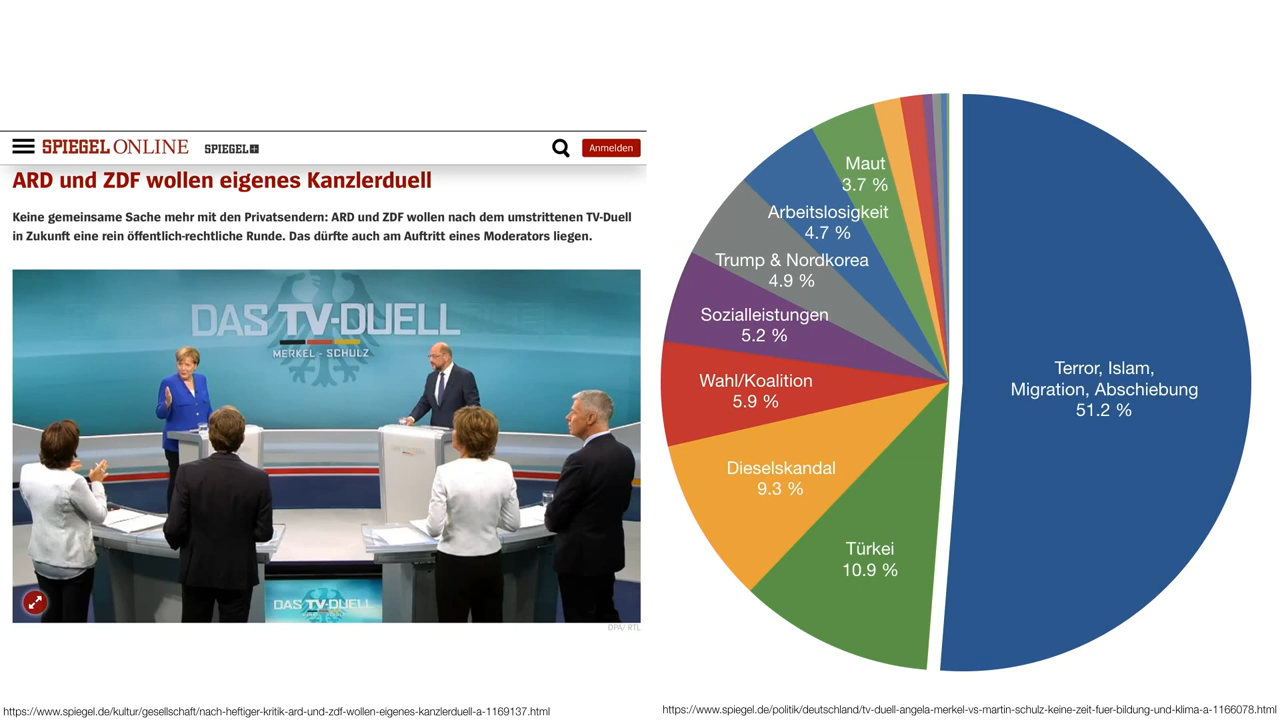 SPIEGEL ONLINE SPIEGEL+
Anmelden
ARD und ZDF wollen eigenes Kanzlerduell
Keine gemeinsame Sache mehr mit den Privatsendern: ARD und ZDF wollen nach dem umstrittenen TV-Duell
in Zukunft eine rein öffentlich-rechtliche Runde. Das dürfte auch am Auftritt eines Moderators liegen.
DAS TV-DUELL
MERKEL - SCHULZ
DAS TV-DUELL
DPA/ RTL
https://www.spiegel.de/kultur/gesellschaft/nach-heftiger-kritik-ard-und-zdf-wollen-eigenes-kanzlerduell-a-1169137.html
Maut
3.7 %
Arbeitslosigkeit
4.7 %
Trump & Nordkorea
4.9 %
Sozialleistungen
5.2 %
Wahl/Koalition
5.9 %
Dieselskandal
9.3 %
Türkei
10.9 %
Terror, Islam,
Migration, Abschiebung
51.2 %
https://www.spiegel.de/politik/deutschland/tv-duell-angela-merkel-vs-martin-schulz-keine-zeit-fuer-bildung-und-klima-a-1166078.html